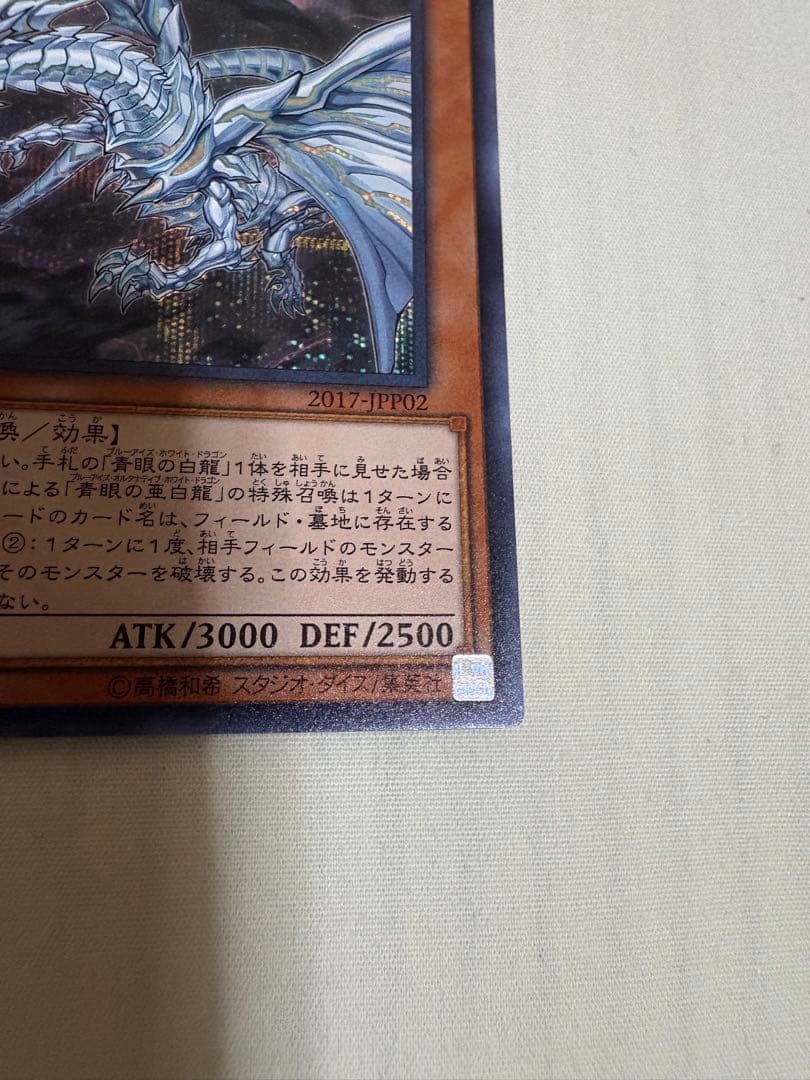 2017-JPP02
喚／効果】
い。手札の「青眼の白龍」1体を相手に見せた場合
による「青眼の亜白龍」の特殊召喚は1ターンに
ードのカード名は、フィールド・墓地に存在する
②：1ターンに1度、相手フィールドのモンスター
そのモンスターを破壊する。この効果を発動する
ない。
ATK/3000 DEF/2500
©高橋和希 スタジオ・ダイス/集英社